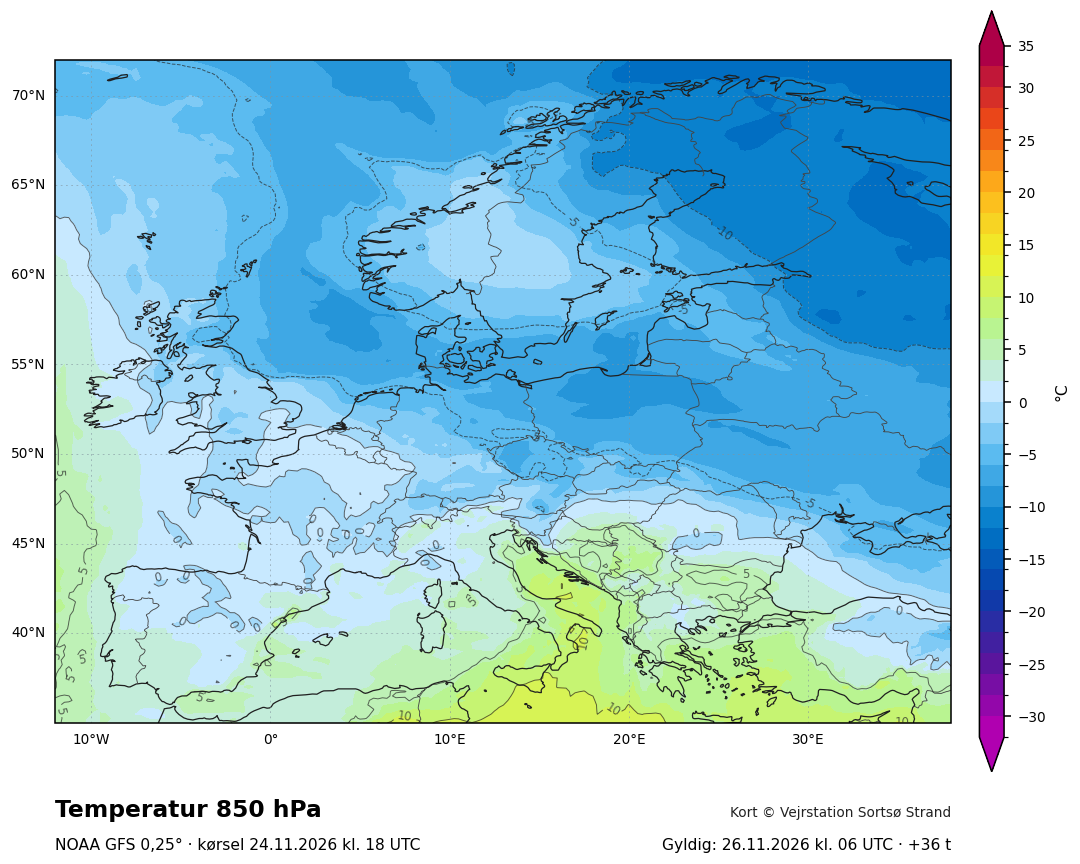 70°N
65°N
60°N
55°N
50°N
45°N
40°N
10°W
0°
10°E
20°E
30°E
35
30
25
20
15
10
5
0
−5
−10
−15
−20
−25
−30
°C
Temperatur 850 hPa
Kort © Vejrstation Sortsø Strand
NOAA GFS 0,25° · kørsel 24.11.2026 kl. 18 UTC
Gyldig: 26.11.2026 kl. 06 UTC · +36 t